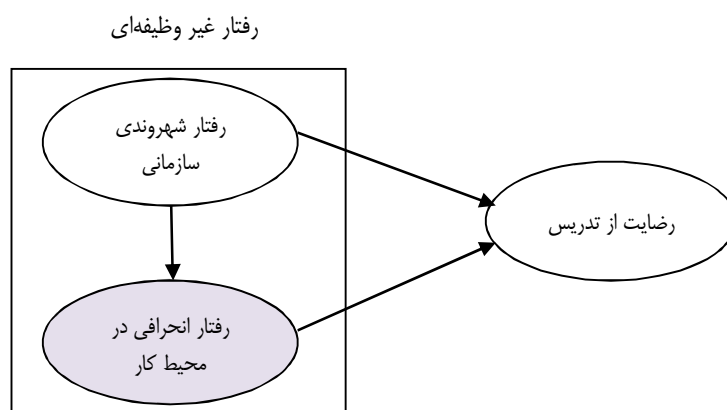 رفتار غیر وظیفه‌ای
رفتار شهروندی
سازمانی
رضایت از تدریس
رفتار انحرافی در
محیط کار